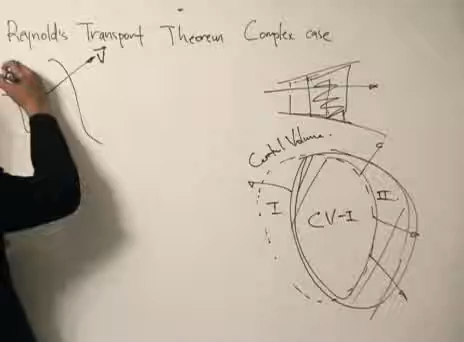 Reynold's Transport Theorem Complex case
V
Control Volume.
I
CV-I
II